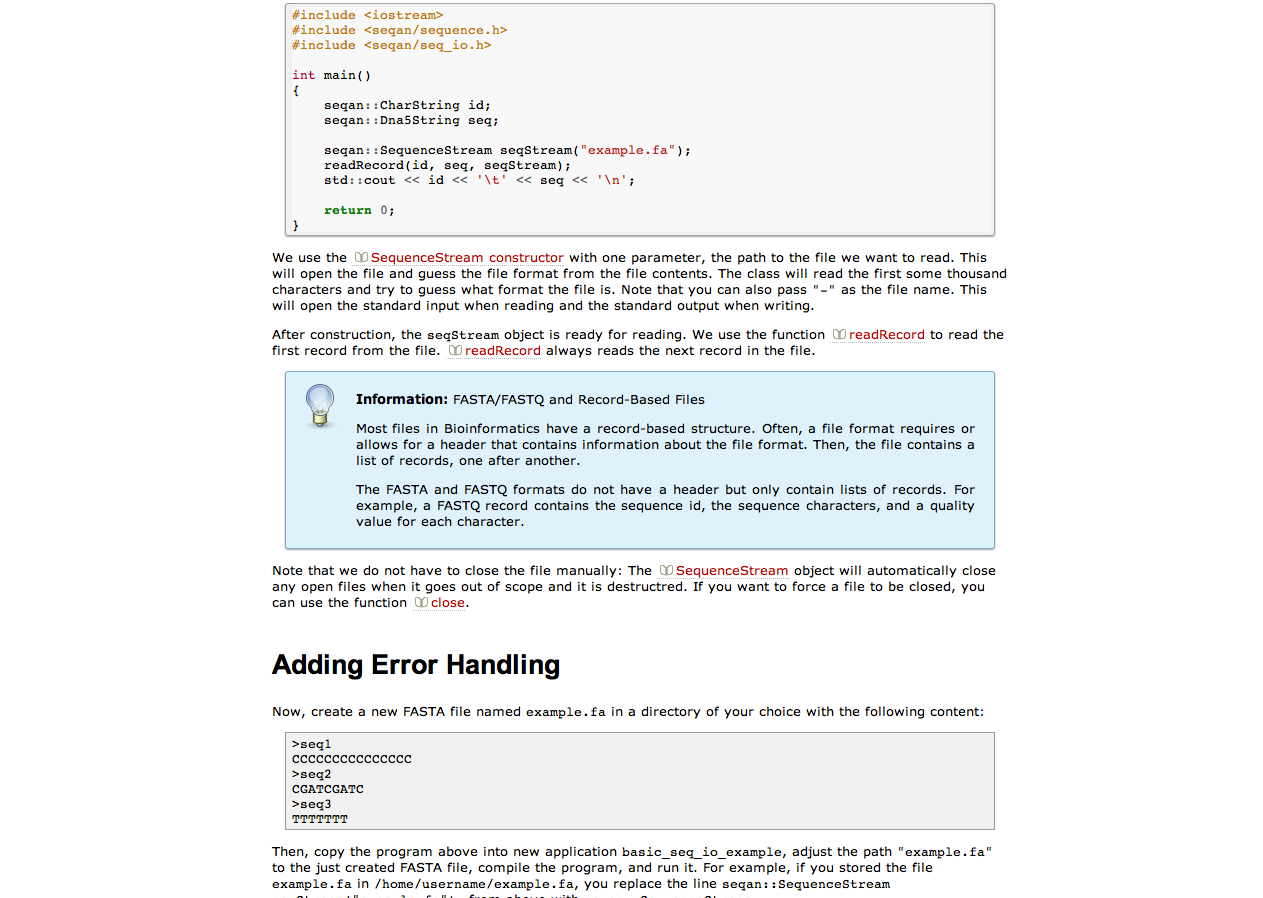 #include <iostream>
#include <seqan/sequence.h>
#include <seqan/seq_io.h>
int main()
{
    seqan::CharString id;
    seqan::Dna5String seq;
    seqan::SequenceStream seqStream("example.fa");
    readRecord(id, seq, seqStream);
    std::cout << id << '\t' << seq << '\n';
    return 0;
}
We use the SequenceStream constructor with one parameter, the path to the file we want to read. This
will open the file and guess the file format from the file contents. The class will read the first some thousand
characters and try to guess what format the file is. Note that you can also pass "-" as the file name. This
will open the standard input when reading and the standard output when writing.
After construction, the seqStream object is ready for reading. We use the function readRecord to read the
first record from the file. readRecord always reads the next record in the file.
Information: FASTA/FASTQ and Record-Based Files
Most files in Bioinformatics have a record-based structure. Often, a file format requires or
allows for a header that contains information about the file format. Then, the file contains a
list of records, one after another.
The FASTA and FASTQ formats do not have a header but only contain lists of records. For
example, a FASTQ record contains the sequence id, the sequence characters, and a quality
value for each character.
Note that we do not have to close the file manually: The SequenceStream object will automatically close
any open files when it goes out of scope and it is destructred. If you want to force a file to be closed, you
can use the function close.
Adding Error Handling
Now, create a new FASTA file named example.fa in a directory of your choice with the following content:
>seq1
CCCCCCCCCCCCCCC
>seq2
CGATCGATC
>seq3
TTTTTTT
Then, copy the program above into new application basic_seq_io_example, adjust the path "example.fa"
to the just created FASTA file, compile the program, and run it. For example, if you stored the file
example.fa in /home/username/example.fa, you replace the line seqan::SequenceStream